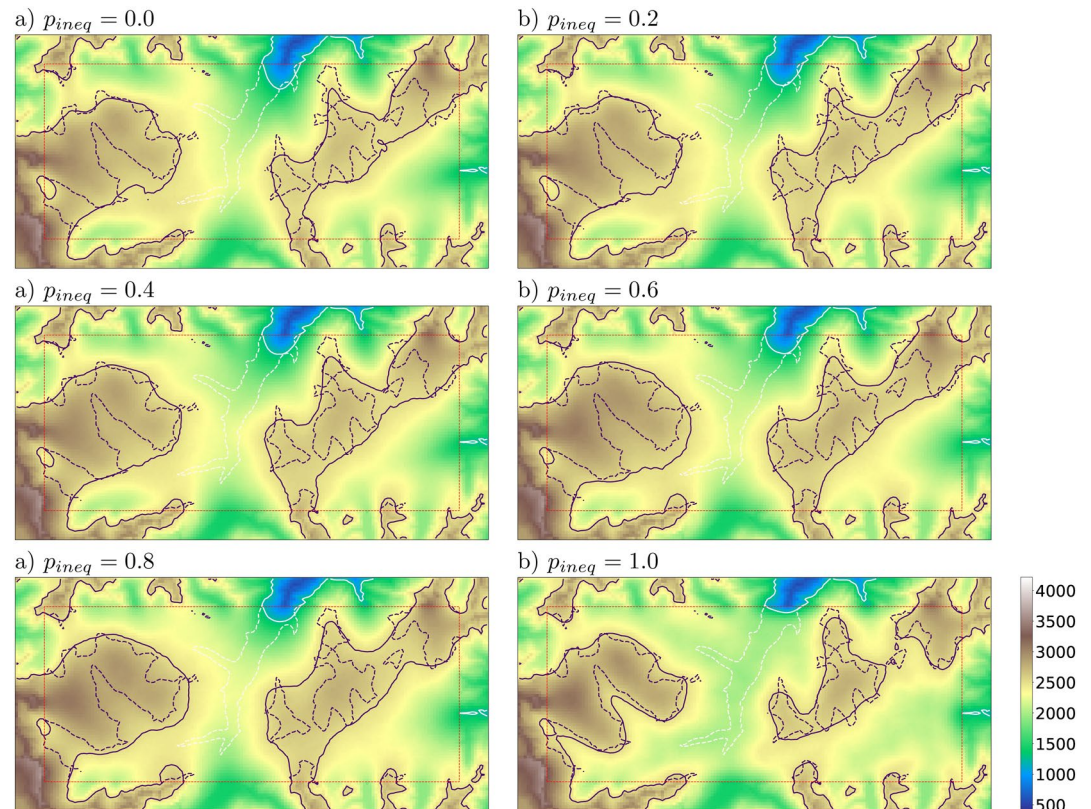 a) p_ineq = 0.0
b) p_ineq = 0.2
a) p_ineq = 0.4
b) p_ineq = 0.6
a) p_ineq = 0.8
b) p_ineq = 1.0
4000
3500
3000
2500
2000
1500
1000
500